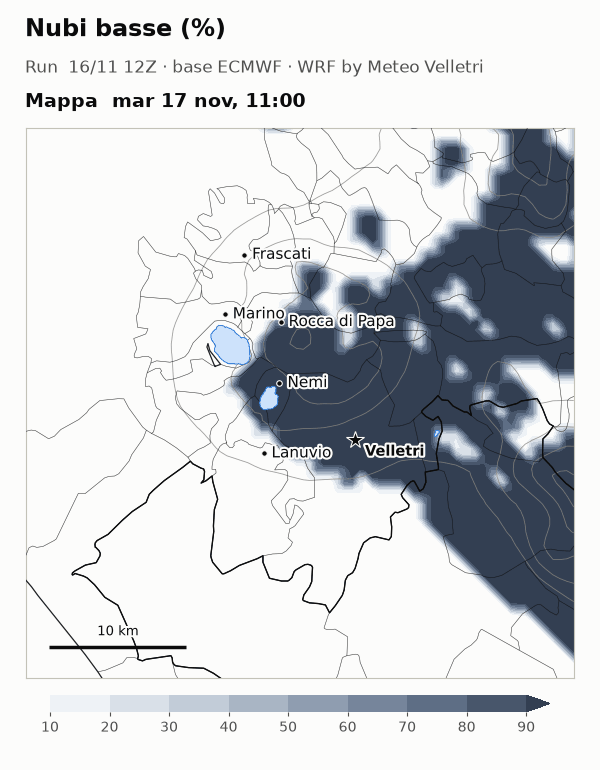 Nubi basse (%)
Run  16/11 12Z · base ECMWF · WRF by Meteo Velletri
Mappa  mar 17 nov, 11:00
Frascati
Marino
Rocca di Papa
Nemi
Velletri
Lanuvio
10 km
10 20 30 40 50 60 70 80 90